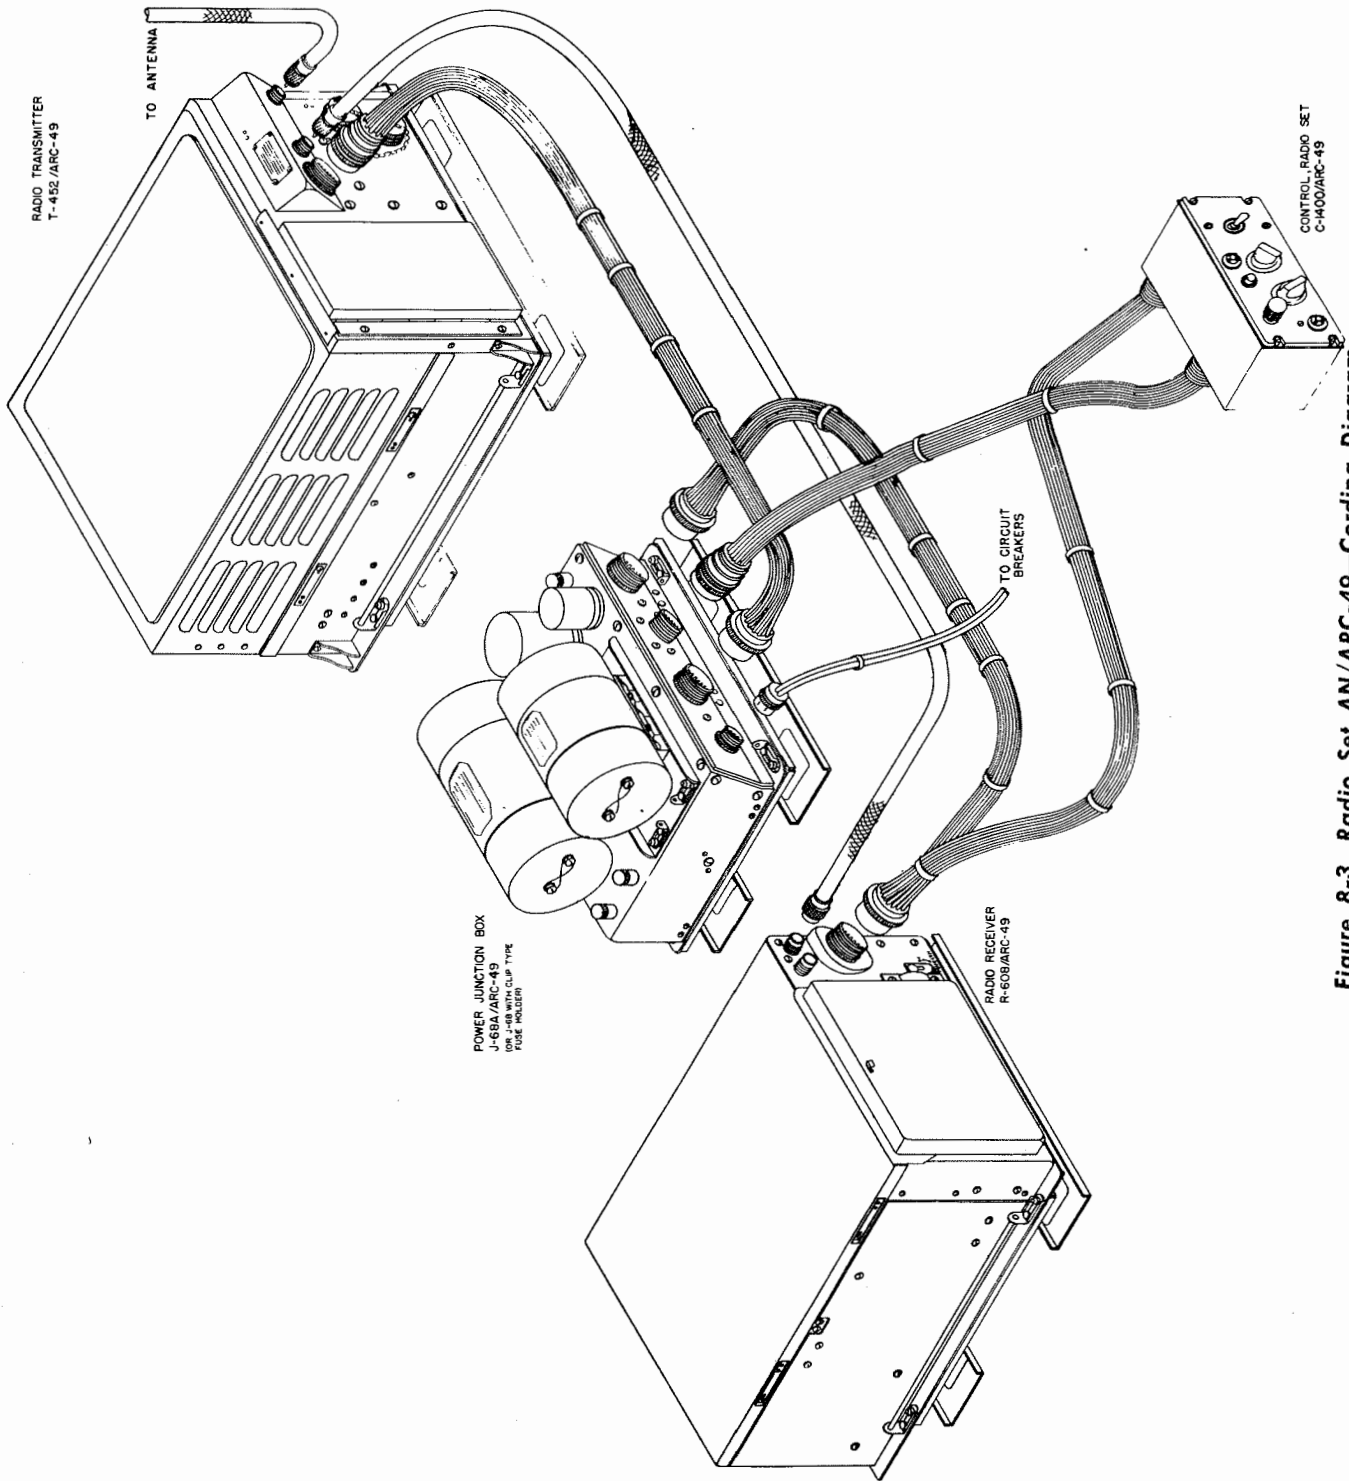 RADIO TRANSMITTER
T-452/ARC-49
TO ANTENNA
POWER JUNCTION BOX
J-68A/ARC-49
(OR J-68 WITH CLIP TYPE
FUSE HOLDER)
TO CIRCUIT
BREAKERS
RADIO RECEIVER
R-608/ARC-49
CONTROL, RADIO SET
C-1400/ARC-49
Figure 8-3. Radio Set AN/ARC-49, Cording Diagram